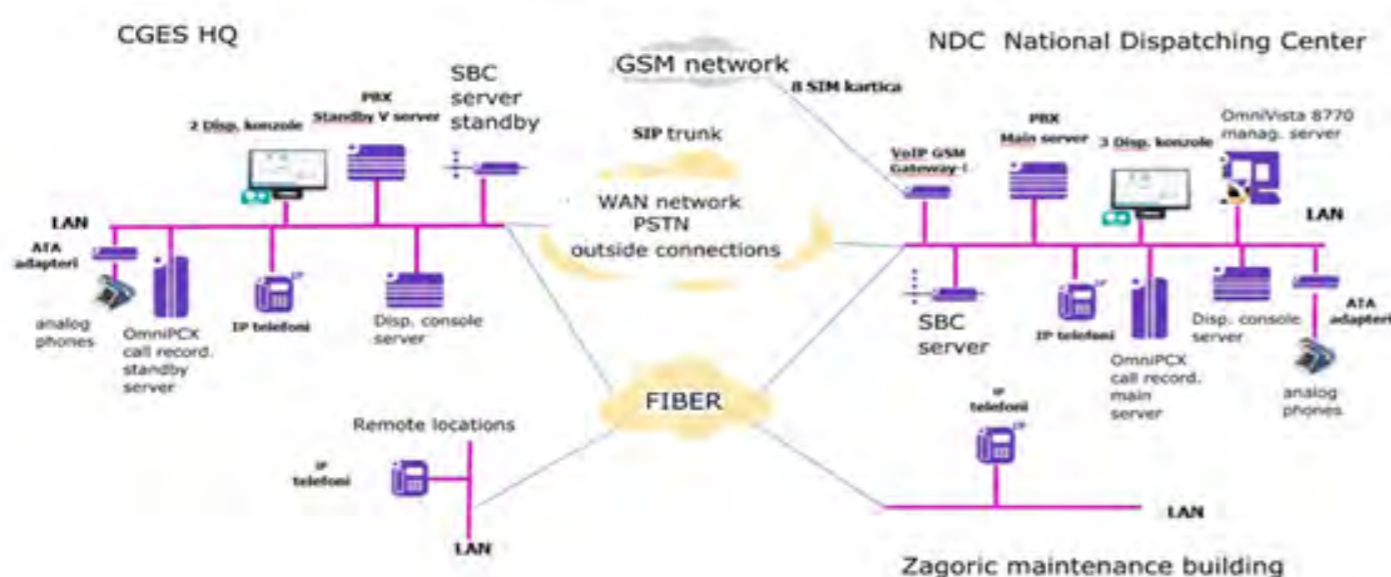 CGES HQ
GSM network
NDC National Dispatching Center
8 SIM kartica
SBC
server
standby
PBX
Standby V server
2 Disp. konzole
SIP trunk
VoIP GSM
Gateway-i
PBX
Main server
3 Disp. konzole
OmniVista 8770
manag. server
LAN
WAN network
PSTN
outside connections
LAN
ATA
adapteri
analog
phones
OmniPCX
call record.
standby
server
IP telefoni
Disp. console
server
SBC
server
IP telefoni
OmniPCX
call record.
main
server
Disp. console
server
ATA
adapteri
analog
phones
FIBER
Remote locations
IP
telefoni
LAN
IP
telefoni
LAN
Zagoric maintenance building